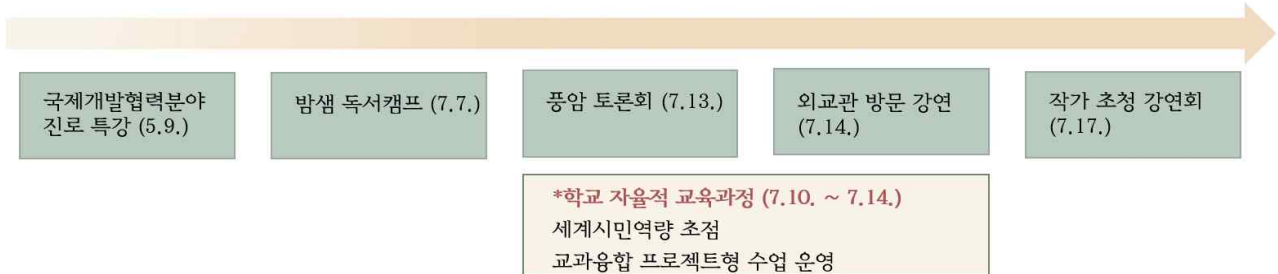 국제개발협력분야
진로 특강 (5.9.)
밤샘 독서캠프 (7.7.)
풍암 토론회 (7.13.)
외교관 방문 강연
(7.14.)
작가 초청 강연회
(7.17.)
*학교 자율적 교육과정 (7.10. ~ 7.14.)
세계시민역량 초점
교과융합 프로젝트형 수업 운영